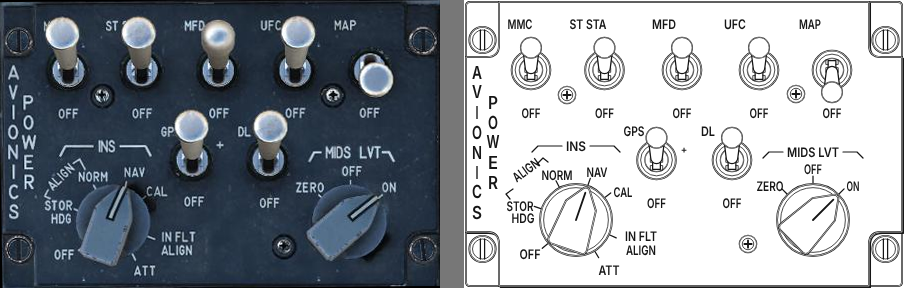 MMC ST STA MFD UFC MAP
OFF OFF OFF OFF OFF
AVIONICS
POWER
GPS DL
INS
MIDS LVT
ALIGN
NORM NAV CAL
STOR HDG
OFF
IN FLT ALIGN
ATT
OFF OFF
ZERO OFF ON
MMC ST STA MFD UFC MAP
OFF OFF OFF OFF OFF
AVIONICS
POWER
GPS DL
INS
MIDS LVT
ALIGN
NORM NAV CAL
STOR HDG
OFF
IN FLT ALIGN
ATT
OFF OFF
ZERO OFF ON